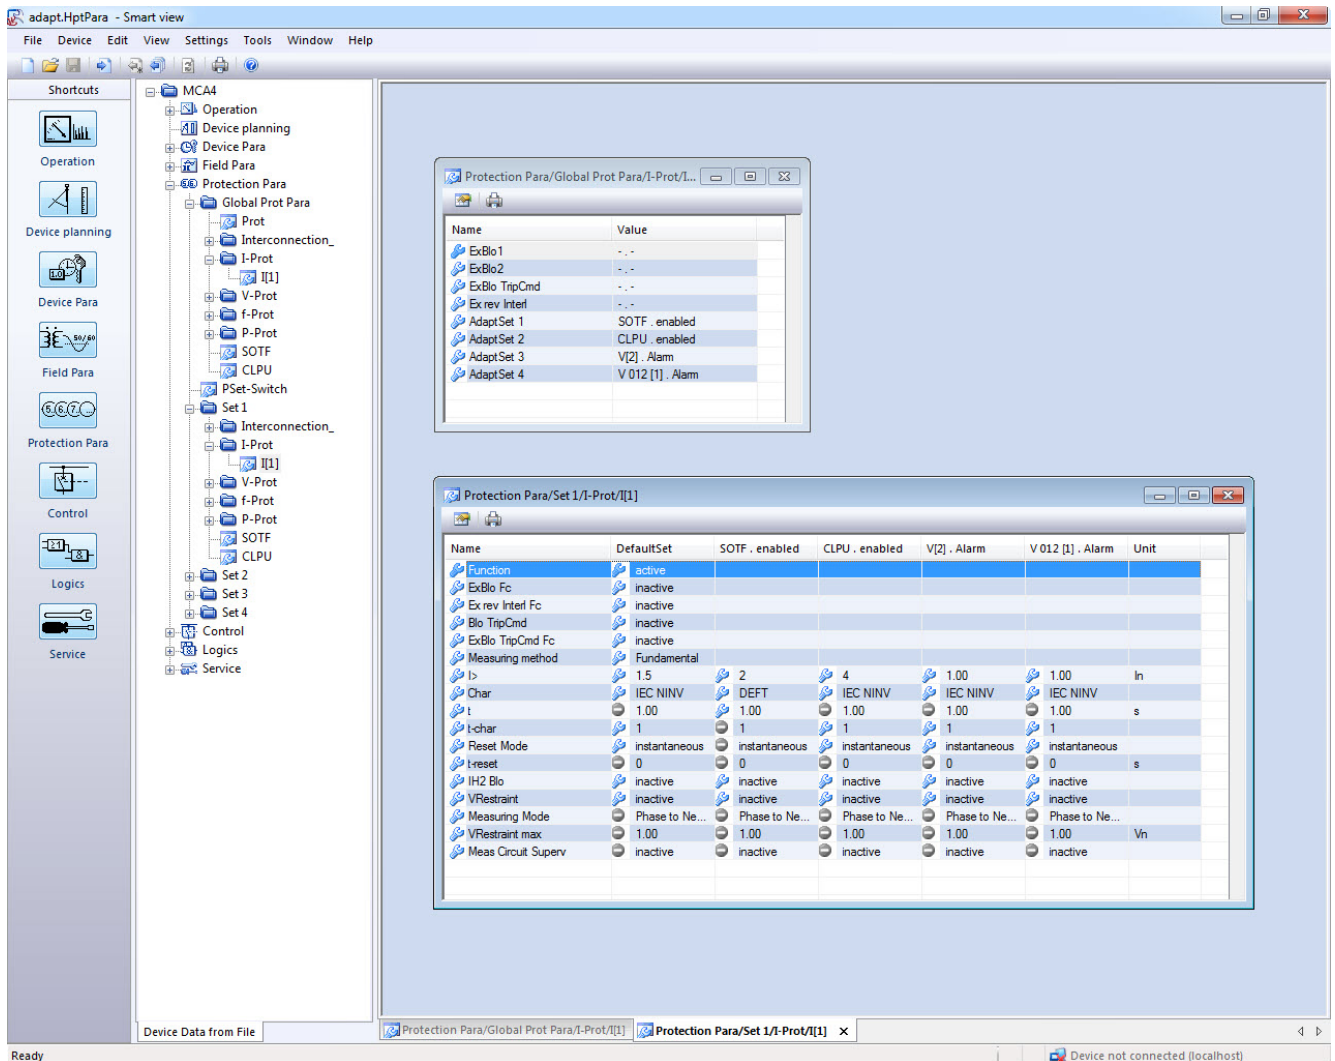 adapt.HptPara - Smart view
File Device Edit View Settings Tools Window Help
Shortcuts
Operation
Device planning
Device Para
Field Para
Protection Para
Control
Logics
Service
MCA4
Operation
Device planning
Device Para
Field Para
Protection Para
Global Prot Para
Prot
Interconnection_
I-Prot
I[1]
V-Prot
f-Prot
P-Prot
SOTF
CLPU
PSet-Switch
Set 1
Interconnection_
I-Prot
I[1]
V-Prot
f-Prot
P-Prot
SOTF
CLPU
Set 2
Set 3
Set 4
Control
Logics
Service
Device Data from File
Protection Para/Global Prot Para/I-Prot/I...
Name Value
ExBlo1 - . -
ExBlo2 - . -
ExBlo TripCmd - . -
Ex rev Interl - . -
AdaptSet 1 SOTF . enabled
AdaptSet 2 CLPU . enabled
AdaptSet 3 V[2] . Alarm
AdaptSet 4 V 012 [1] . Alarm
Protection Para/Set 1/I-Prot/I[1]
Name DefaultSet SOTF . enabled CLPU . enabled V[2] . Alarm V 012 [1] . Alarm Unit
Function active
ExBlo Fc inactive
Ex rev Interl Fc inactive
Blo TripCmd inactive
ExBlo TripCmd Fc inactive
Measuring method Fundamental
I> 1.5 2 4 1.00 1.00 In
Char IEC NINV DEFT IEC NINV IEC NINV IEC NINV
t 1.00 1.00 1.00 1.00 1.00 s
t-char 1 1 1 1 1
Reset Mode instantaneous instantaneous instantaneous instantaneous instantaneous
t-reset 0 0 0 0 0 s
IH2 Blo inactive inactive inactive inactive inactive
VRestraint inactive inactive inactive inactive inactive
Measuring Mode Phase to Ne... Phase to Ne... Phase to Ne... Phase to Ne... Phase to Ne...
VRestraint max 1.00 1.00 1.00 1.00 1.00 Vn
Meas Circuit Superv inactive inactive inactive inactive inactive
Protection Para/Global Prot Para/I-Prot/I[1] Protection Para/Set 1/I-Prot/I[1]
Ready Device not connected (localhost)